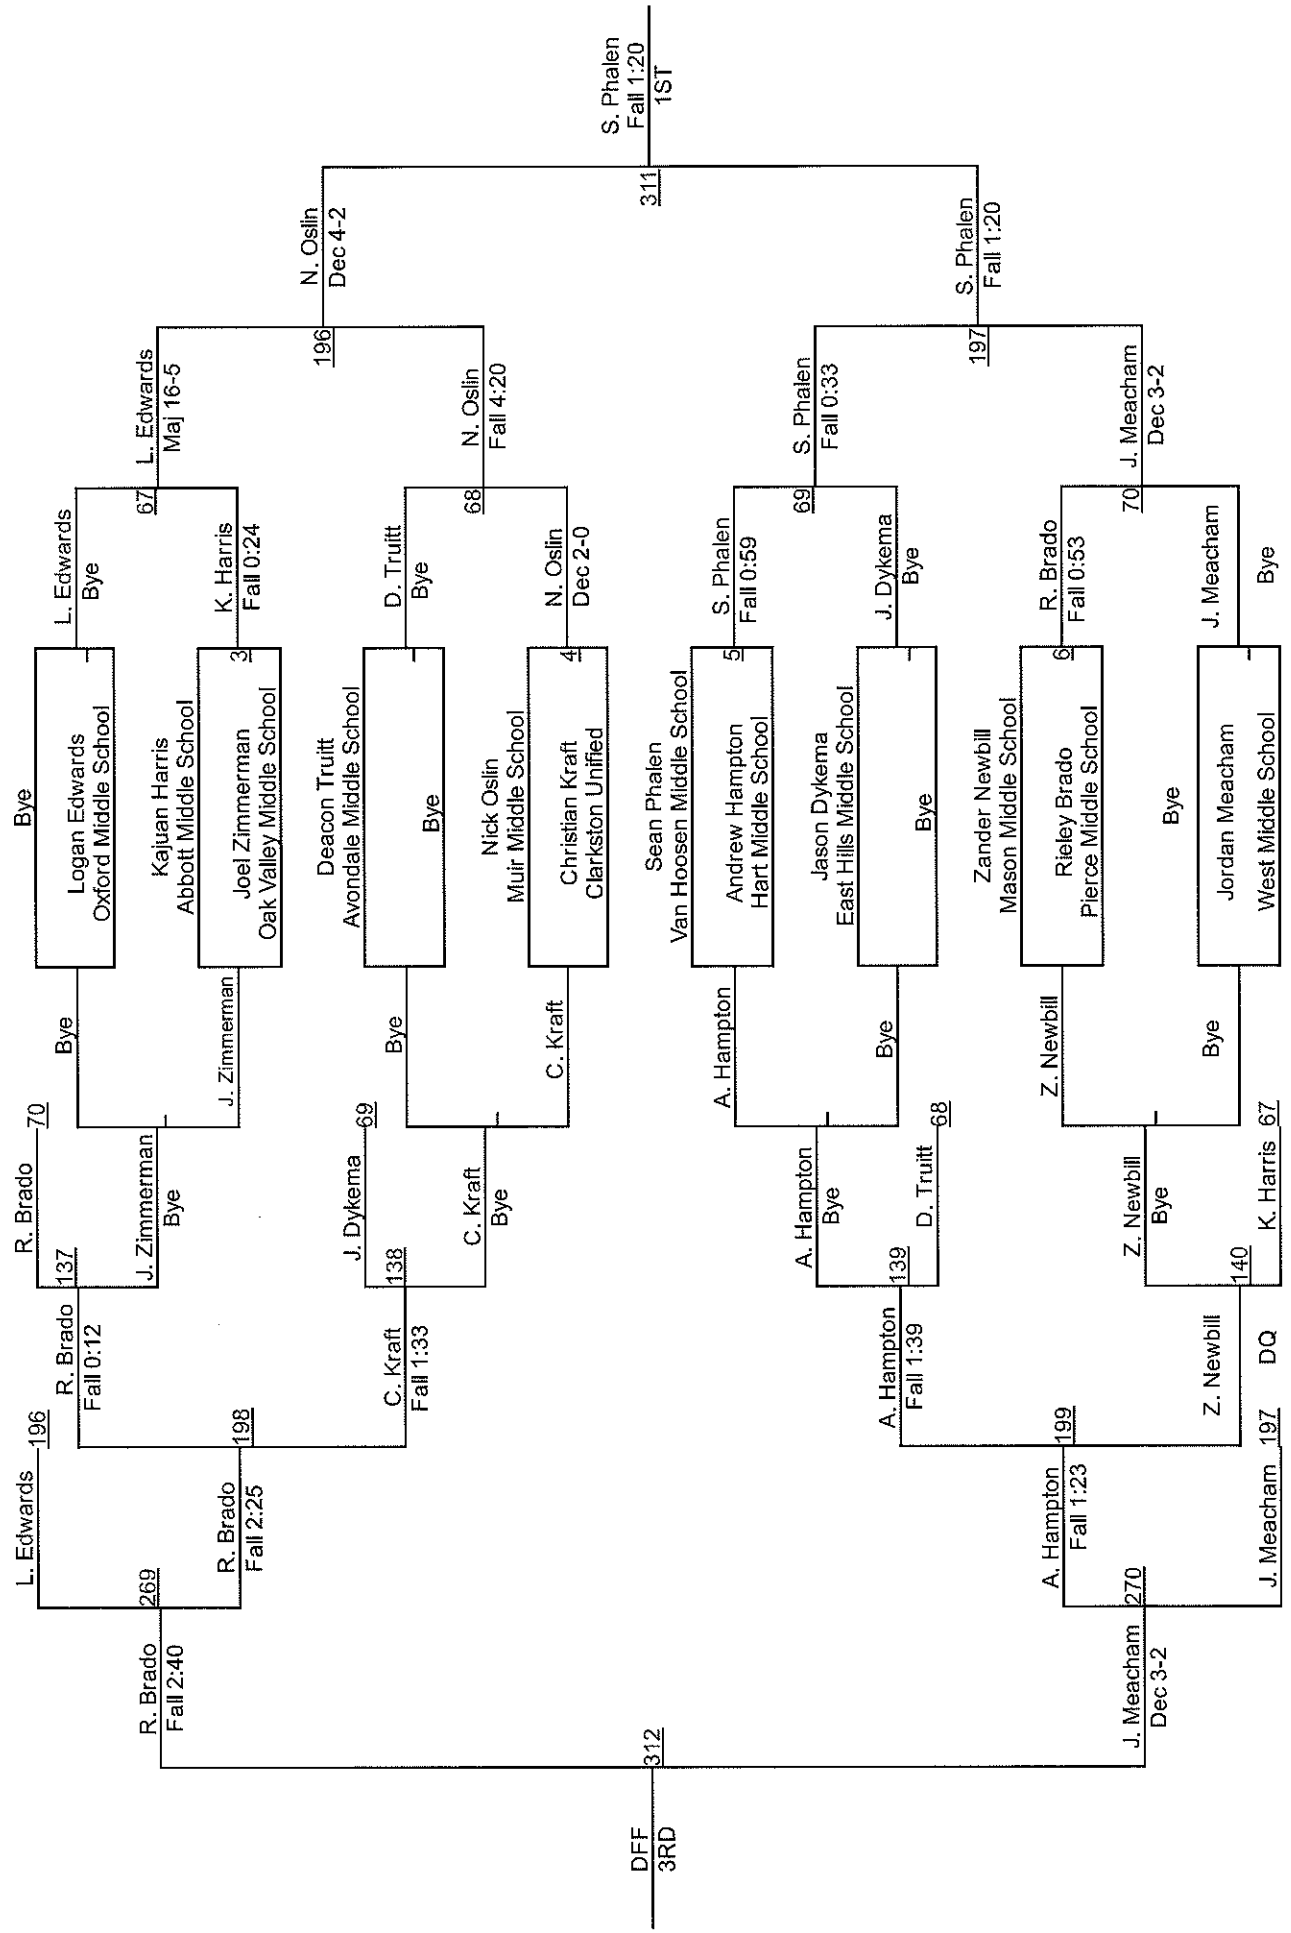 Bye
Logan Edwards
Oxford Middle School
Kajuan Harris
Abbott Middle School
Joel Zimmerman
Oak Valley Middle School
3
Deacon Truitt
Avondale Middle School
Bye
Nick Oslin
Muir Middle School
Christian Kraft
Clarkston Unified
4
Sean Phalen
Van Hoosen Middle School
Andrew Hampton
Hart Middle School
5
Jason Dykema
East Hills Middle School
Bye
Zander Newbill
Mason Middle School
Rieley Brado
Pierce Middle School
6
Bye
Jordan Meacham
West Middle School
L. Edwards
Bye
67
K. Harris
Fall 0:24
D. Truitt
Bye
68
N. Oslin
Dec 2-0
S. Phalen
Fall 0:59
69
J. Dykema
Bye
R. Brado
Fall 0:53
70
J. Meacham
Bye
L. Edwards
Maj 16-5
196
N. Oslin
Fall 4:20
S. Phalen
Fall 0:33
197
J. Meacham
Dec 3-2
N. Oslin
Dec 4-2
311
S. Phalen
Fall 1:20
S. Phalen
Fall 1:20
1ST
Bye
J. Zimmerman
Bye
C. Kraft
A. Hampton
Bye
Z. Newbill
Bye
R. Brado
70
137
J. Zimmerman
Bye
J. Dykema
69
138
C. Kraft
Bye
A. Hampton
Bye
139
D. Truitt
68
Z. Newbill
Bye
140
K. Harris
67
L. Edwards
196
R. Brado
Fall 0:12
198
C. Kraft
Fall 1:33
A. Hampton
Fall 1:39
199
Z. Newbill
DQ
J. Meacham
197
269
R. Brado
Fall 2:25
A. Hampton
Fall 1:23
270
R. Brado
Fall 2:40
312
J. Meacham
Dec 3-2
DFF
3RD